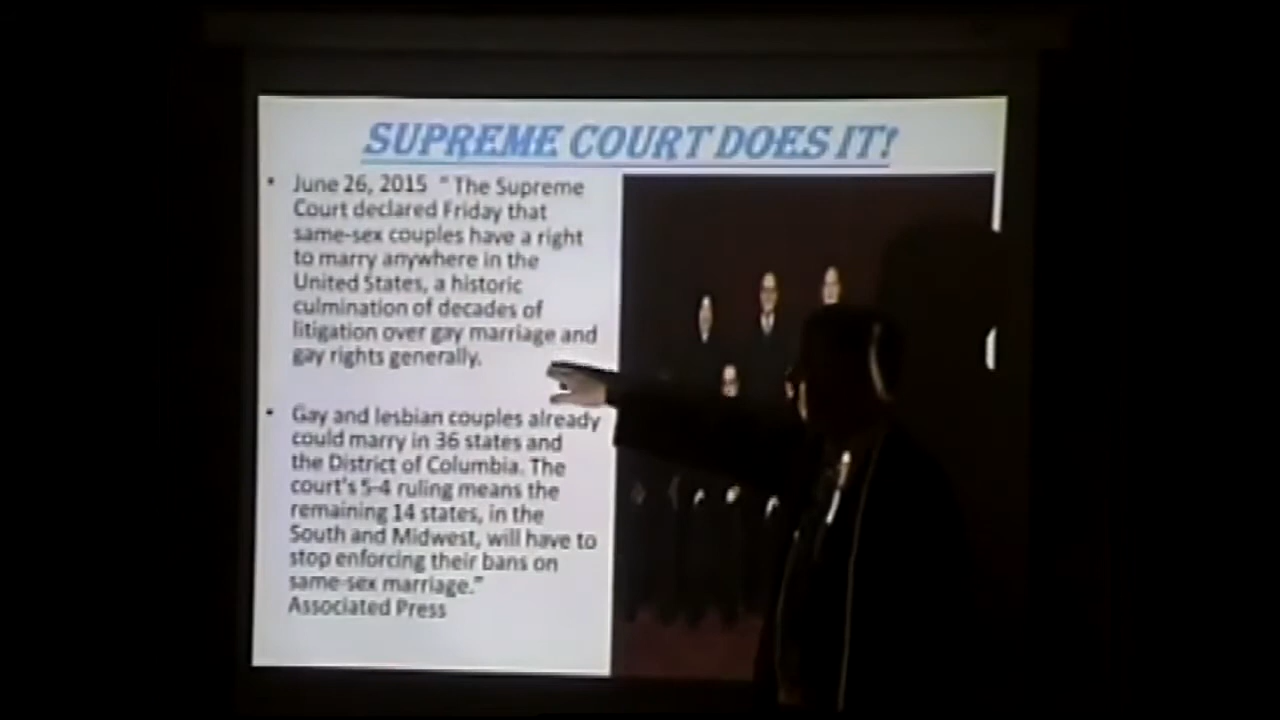 SUPREME COURT DOES IT!
• June 26, 2015 "The Supreme
Court declared Friday that
same-sex couples have a right
to marry anywhere in the
United States, a historic
culmination of decades of
litigation over gay marriage and
gay rights generally.
• Gay and lesbian couples already
could marry in 36 states and
the District of Columbia. The
court's 5-4 ruling means the
remaining 14 states, in the
South and Midwest, will have to
stop enforcing their bans on
same-sex marriage."
Associated Press